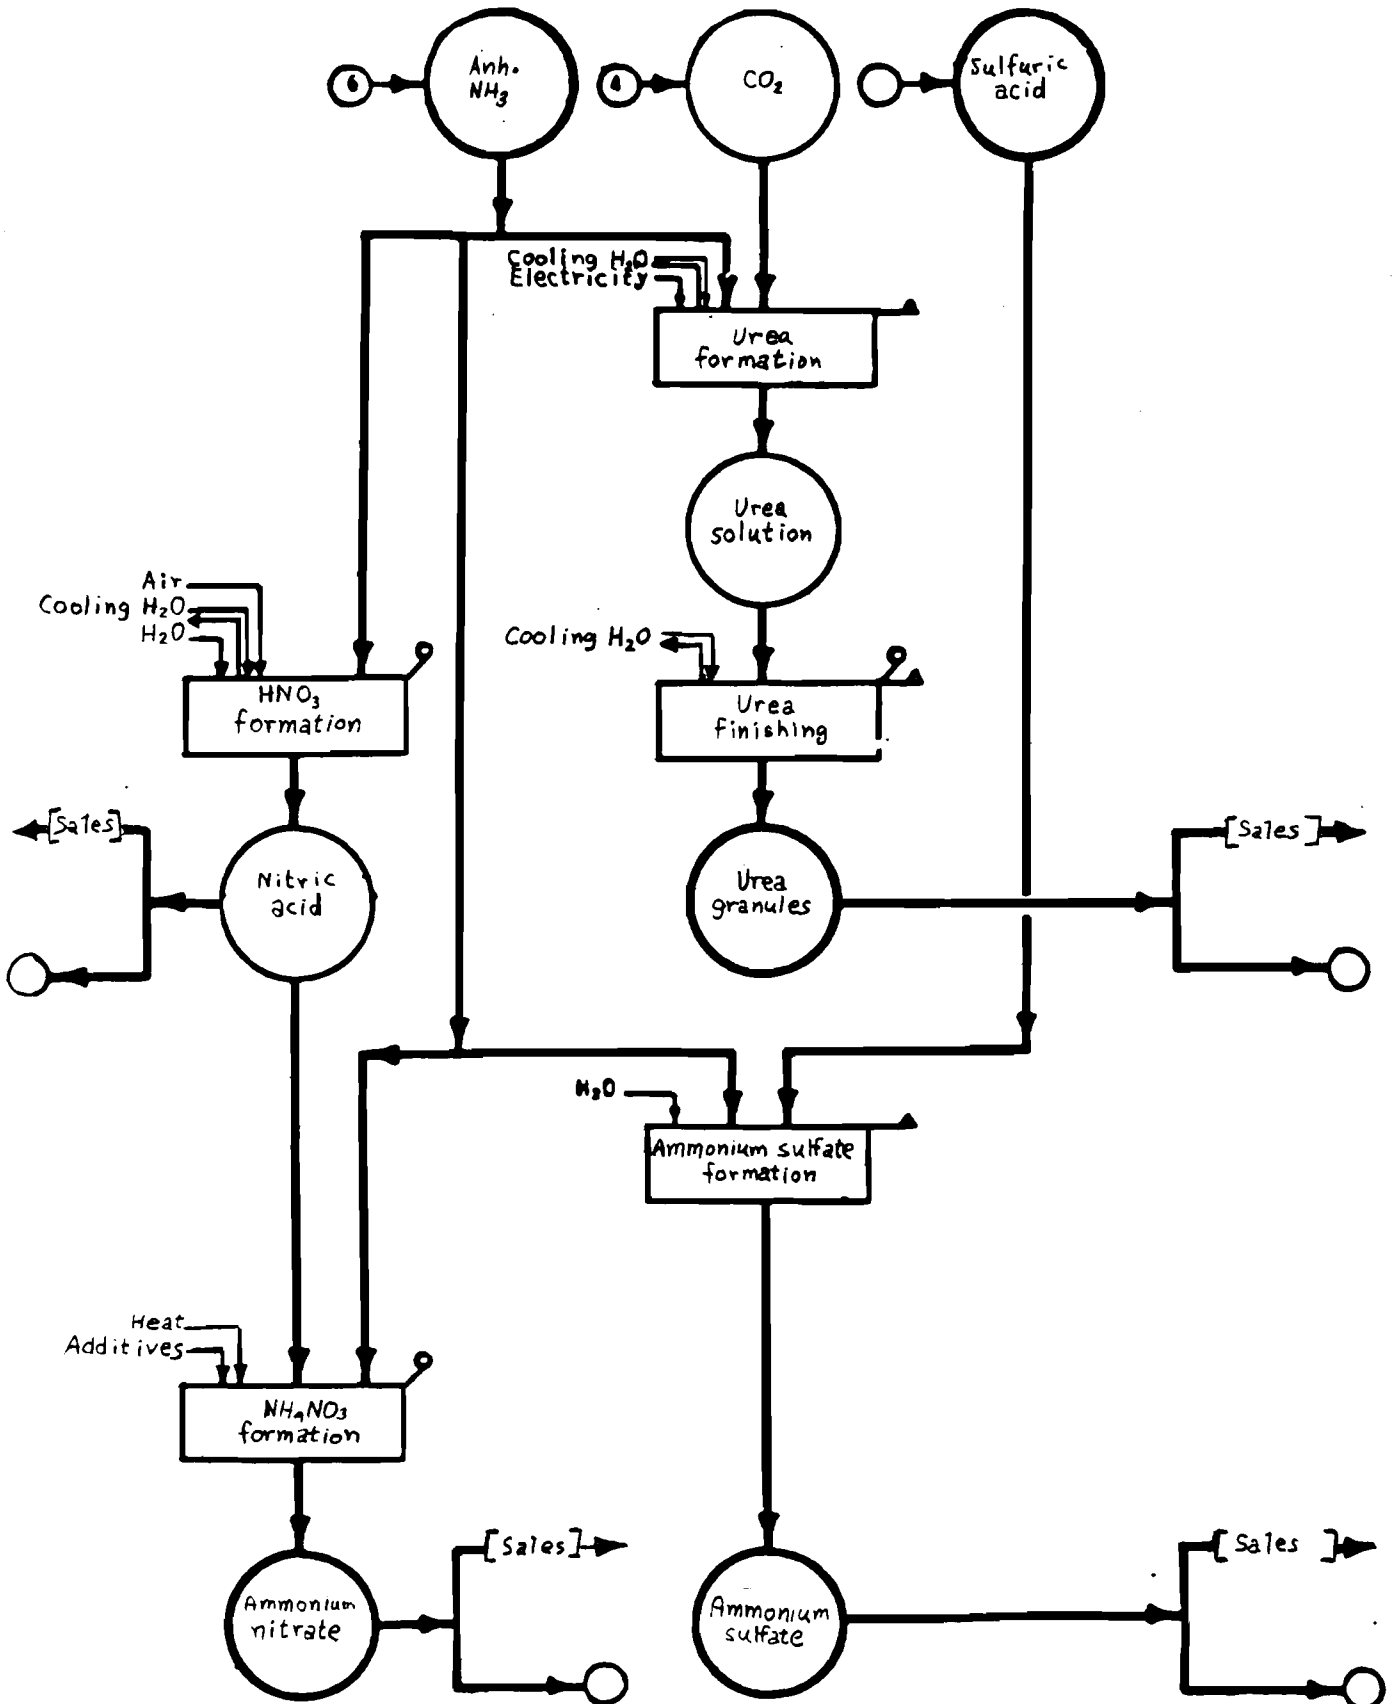 6
Anh.
NH₃
4
CO₂
Sulfuric
acid
Cooling H₂O
Electricity
Urea
formation
Urea
solution
Air
Cooling H₂O
H₂O
HNO₃
formation
Cooling H₂O
Urea
finishing
[Sales]
Nitric
acid
Urea
granules
[Sales]
H₂O
Ammonium sulfate
formation
Heat
Additives
NH₄NO₃
formation
[Sales]
Ammonium
nitrate
Ammonium
sulfate
[Sales]